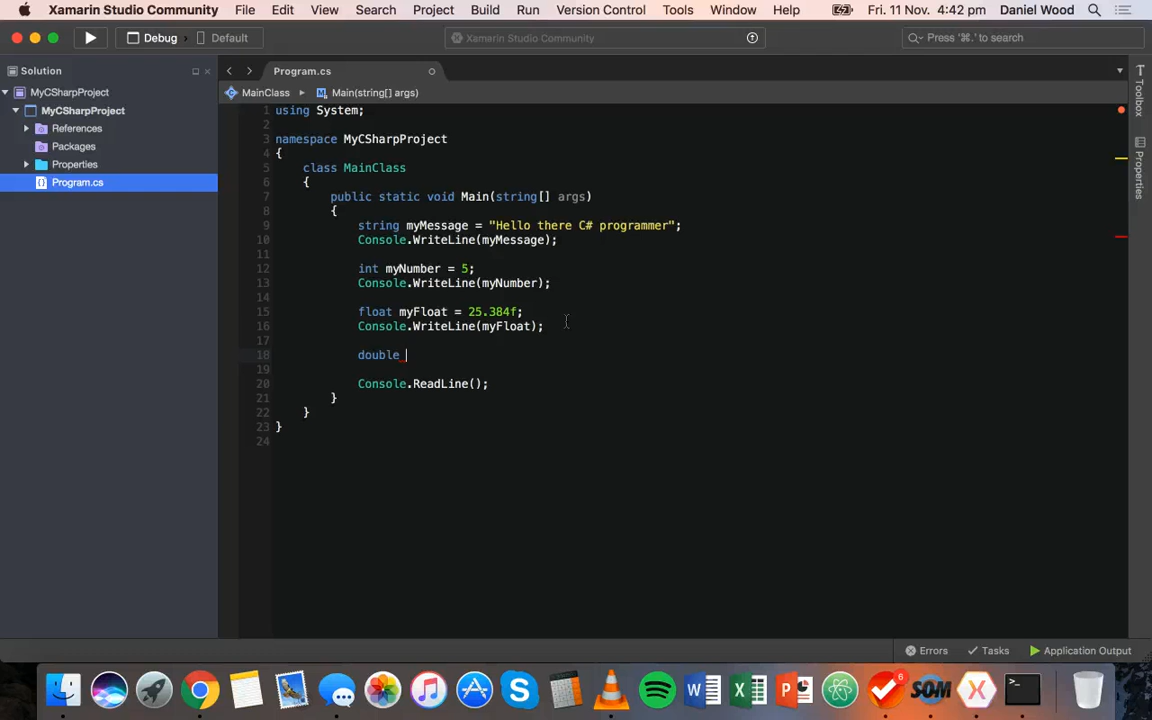 Xamarin Studio Community File Edit View Search Project Build Run Version Control Tools Window Help Fri. 11 Nov. 4:42 pm Daniel Wood
Debug Default Xamarin Studio Community Press '⌘.' to search
Solution Program.cs
MyCSharpProject MainClass Main(string[] args)
MyCSharpProject
References
Packages
Properties
Program.cs
Toolbox
Properties
1 using System;
2
3 namespace MyCSharpProject
4 {
5 class MainClass
6 {
7 public static void Main(string[] args)
8 {
9 string myMessage = "Hello there C# programmer";
10 Console.WriteLine(myMessage);
11
12 int myNumber = 5;
13 Console.WriteLine(myNumber);
14
15 float myFloat = 25.384f;
16 Console.WriteLine(myFloat);
17
18 double
19
20 Console.ReadLine();
21 }
22 }
23 }
24
Errors Tasks Application Output
S W X P 6 SOM X >_